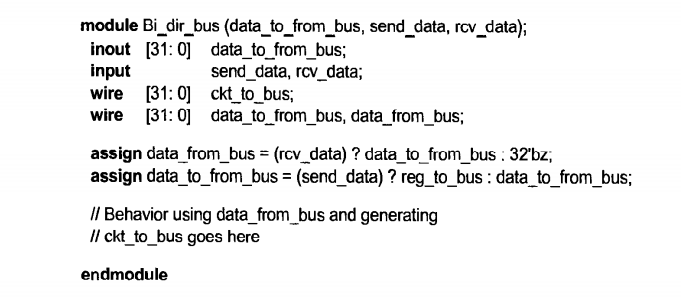 module Bi_dir_bus (data_to_from_bus, send_data, rcv_data);
inout [31: 0] data_to_from_bus;
input send_data, rcv_data;
wire [31: 0] ckt_to_bus;
wire [31: 0] data_to_from_bus, data_from_bus;
assign data_from_bus = (rcv_data) ? data_to_from_bus : 32'bz;
assign data_to_from_bus = (send_data) ? reg_to_bus : data_to_from_bus;
// Behavior using data_from_bus and generating
// ckt_to_bus goes here
endmodule